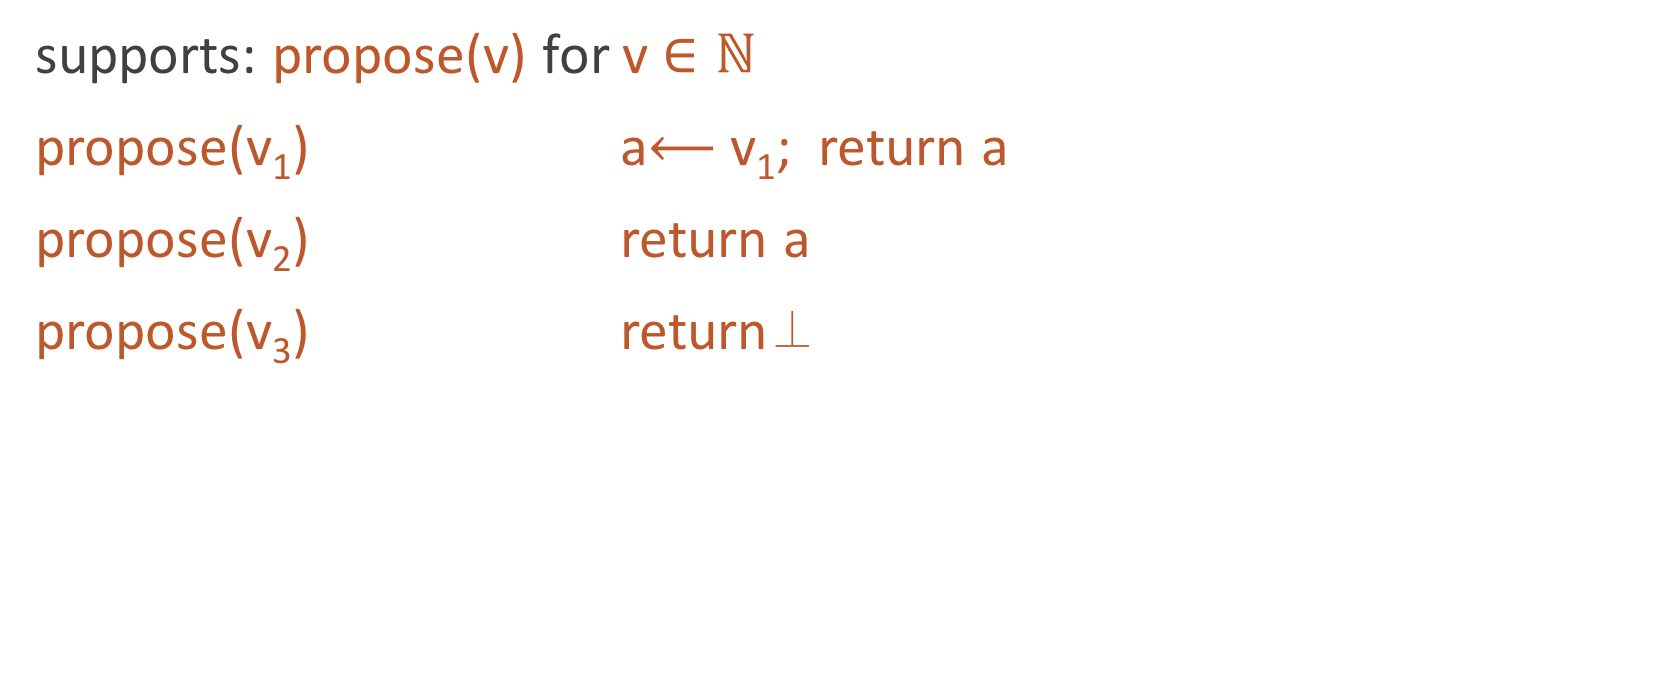 supports: propose(v) for v ∈ ℕ
propose(v₁) a⟵ v₁; return a
propose(v₂) return a
propose(v₃) return ⊥